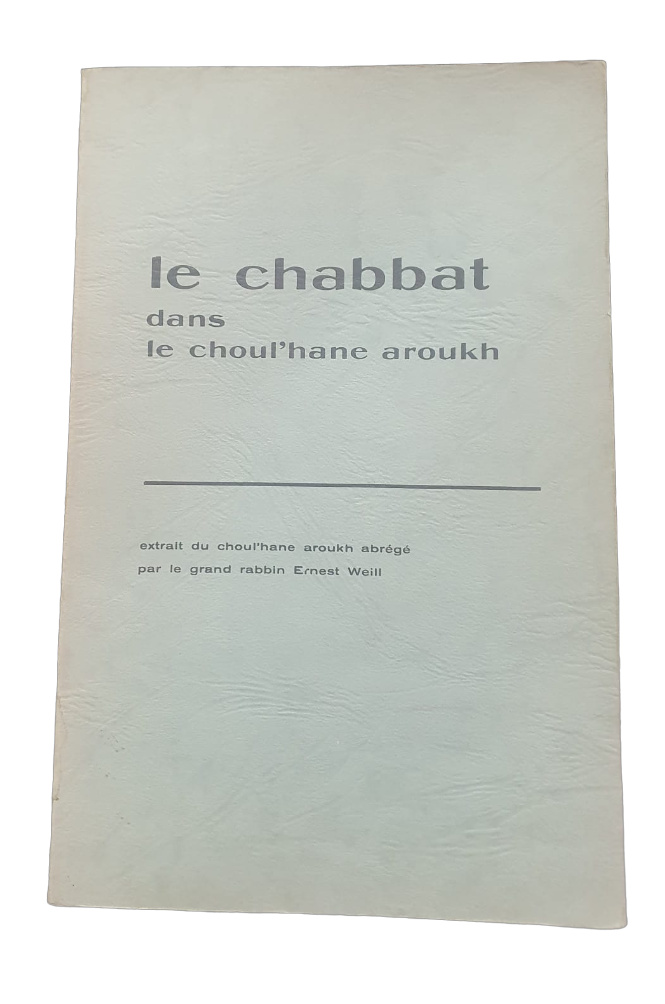 le chabbat
dans
le choul'hane aroukh
extrait du choul'hane aroukh abrégé
par le grand rabbin Ernest Weill